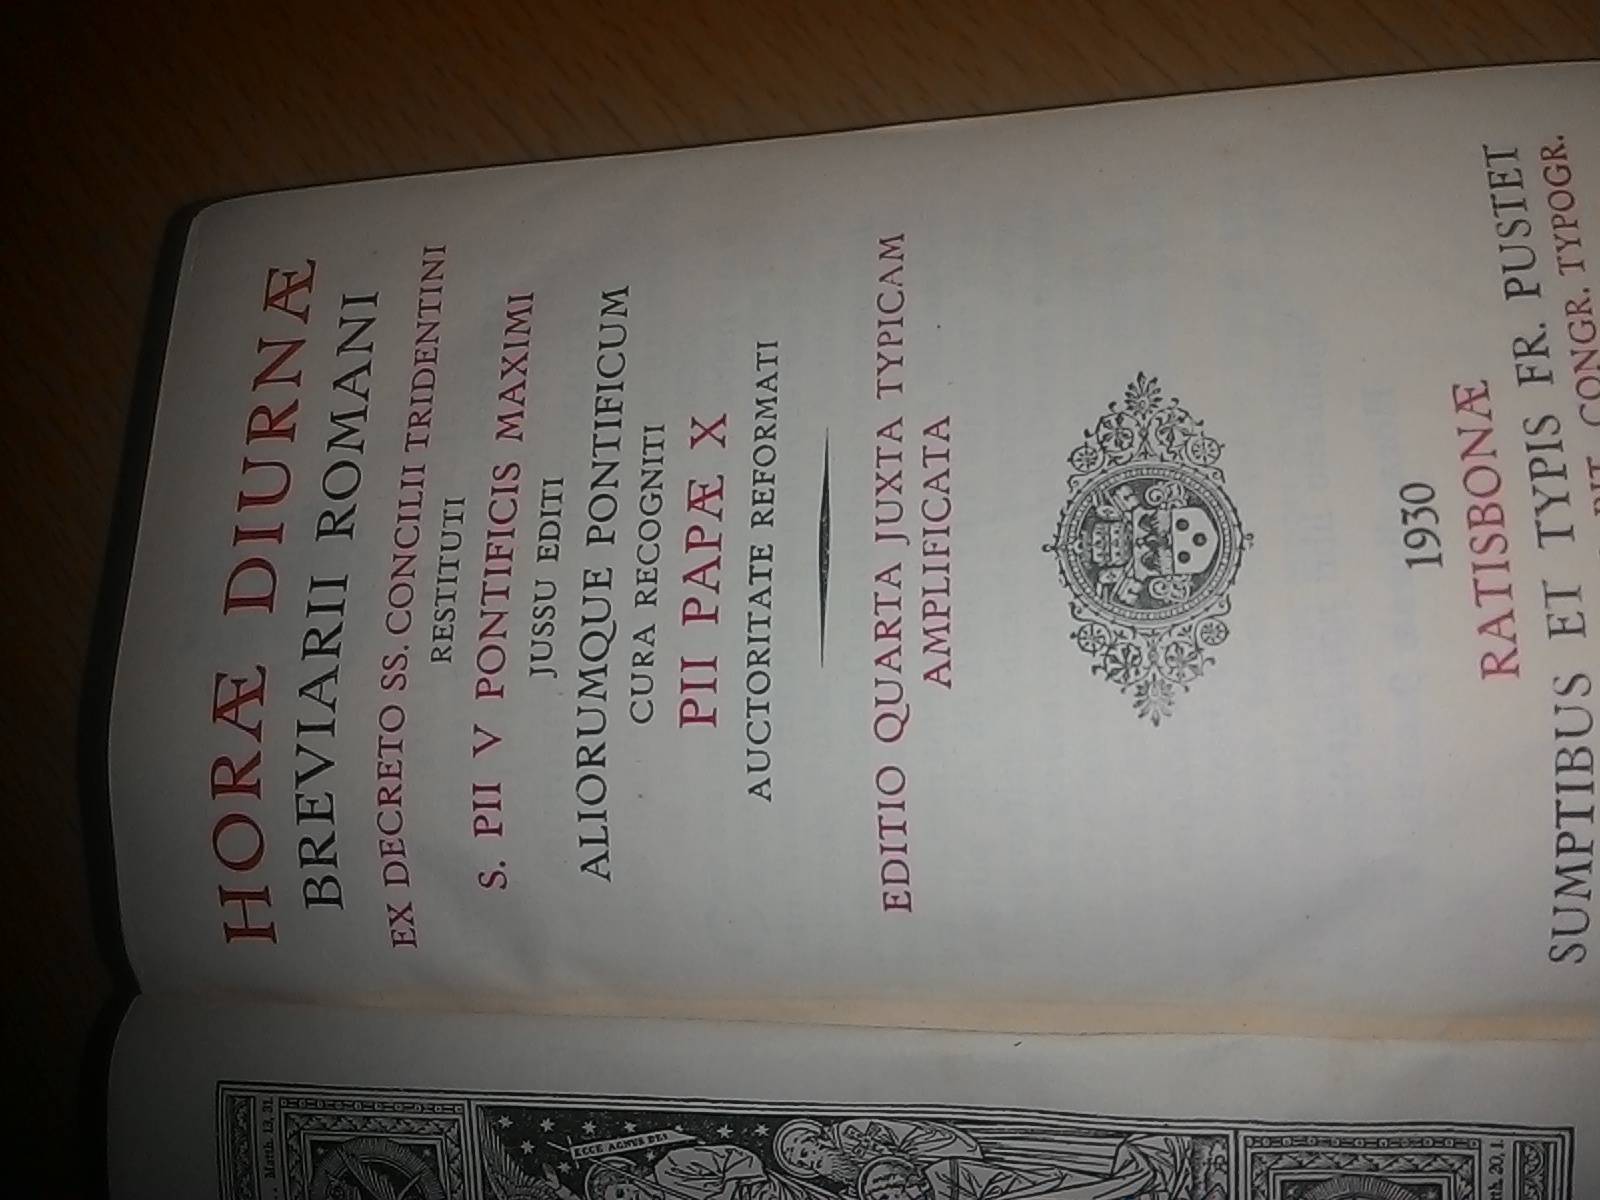 HORÆ DIURNÆ
BREVIARII ROMANI
EX DECRETO SS. CONCILII TRIDENTINI
RESTITUTI
S. PII V PONTIFICIS MAXIMI
JUSSU EDITI
ALIORUMQUE PONTIFICUM
CURA RECOGNITI
PII PAPÆ X
AUCTORITATE REFORMATI
EDITIO QUARTA JUXTA TYPICAM
AMPLIFICATA
1930
RATISBONÆ
SUMPTIBUS ET TYPIS FR. PUSTET
CONGR. TYPOGR.
ECCE AGNUS DEI